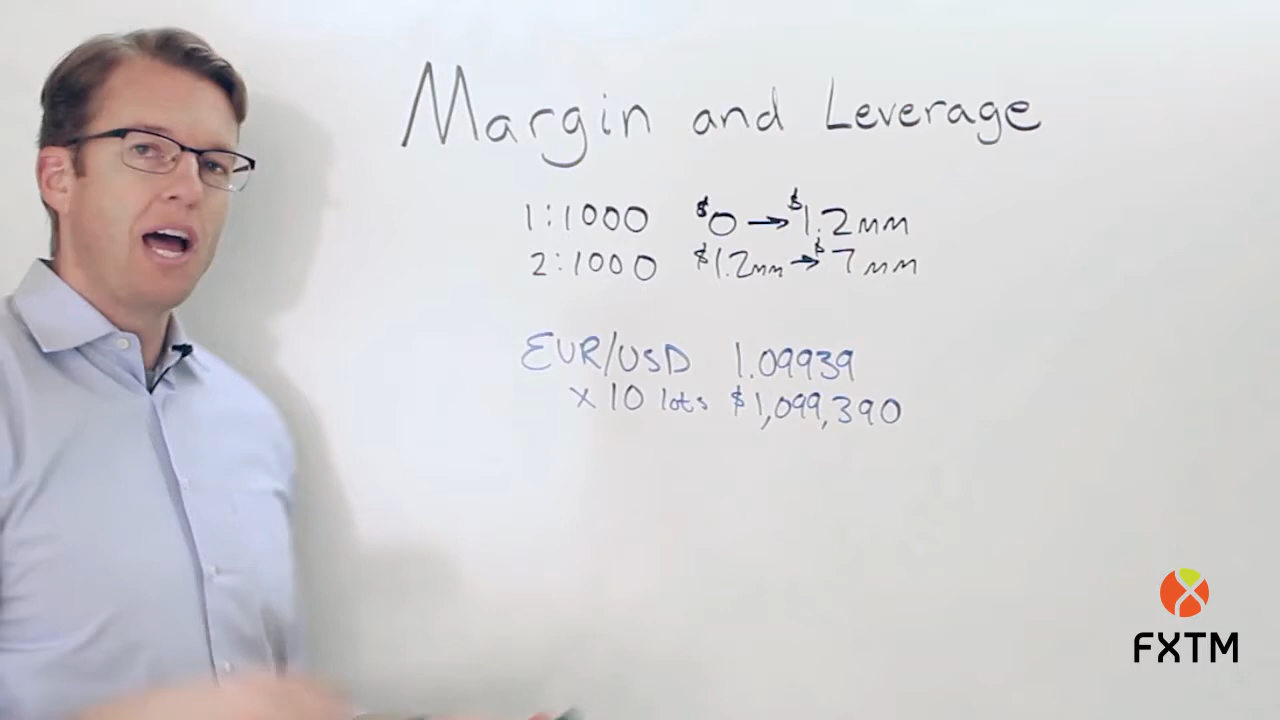 Margin and Leverage
1:1000 $0 → $1.2mm
2:1000 $1.2mm → $7mm
EUR/USD 1.09939
x 10 lots $1,099,390
FXTM